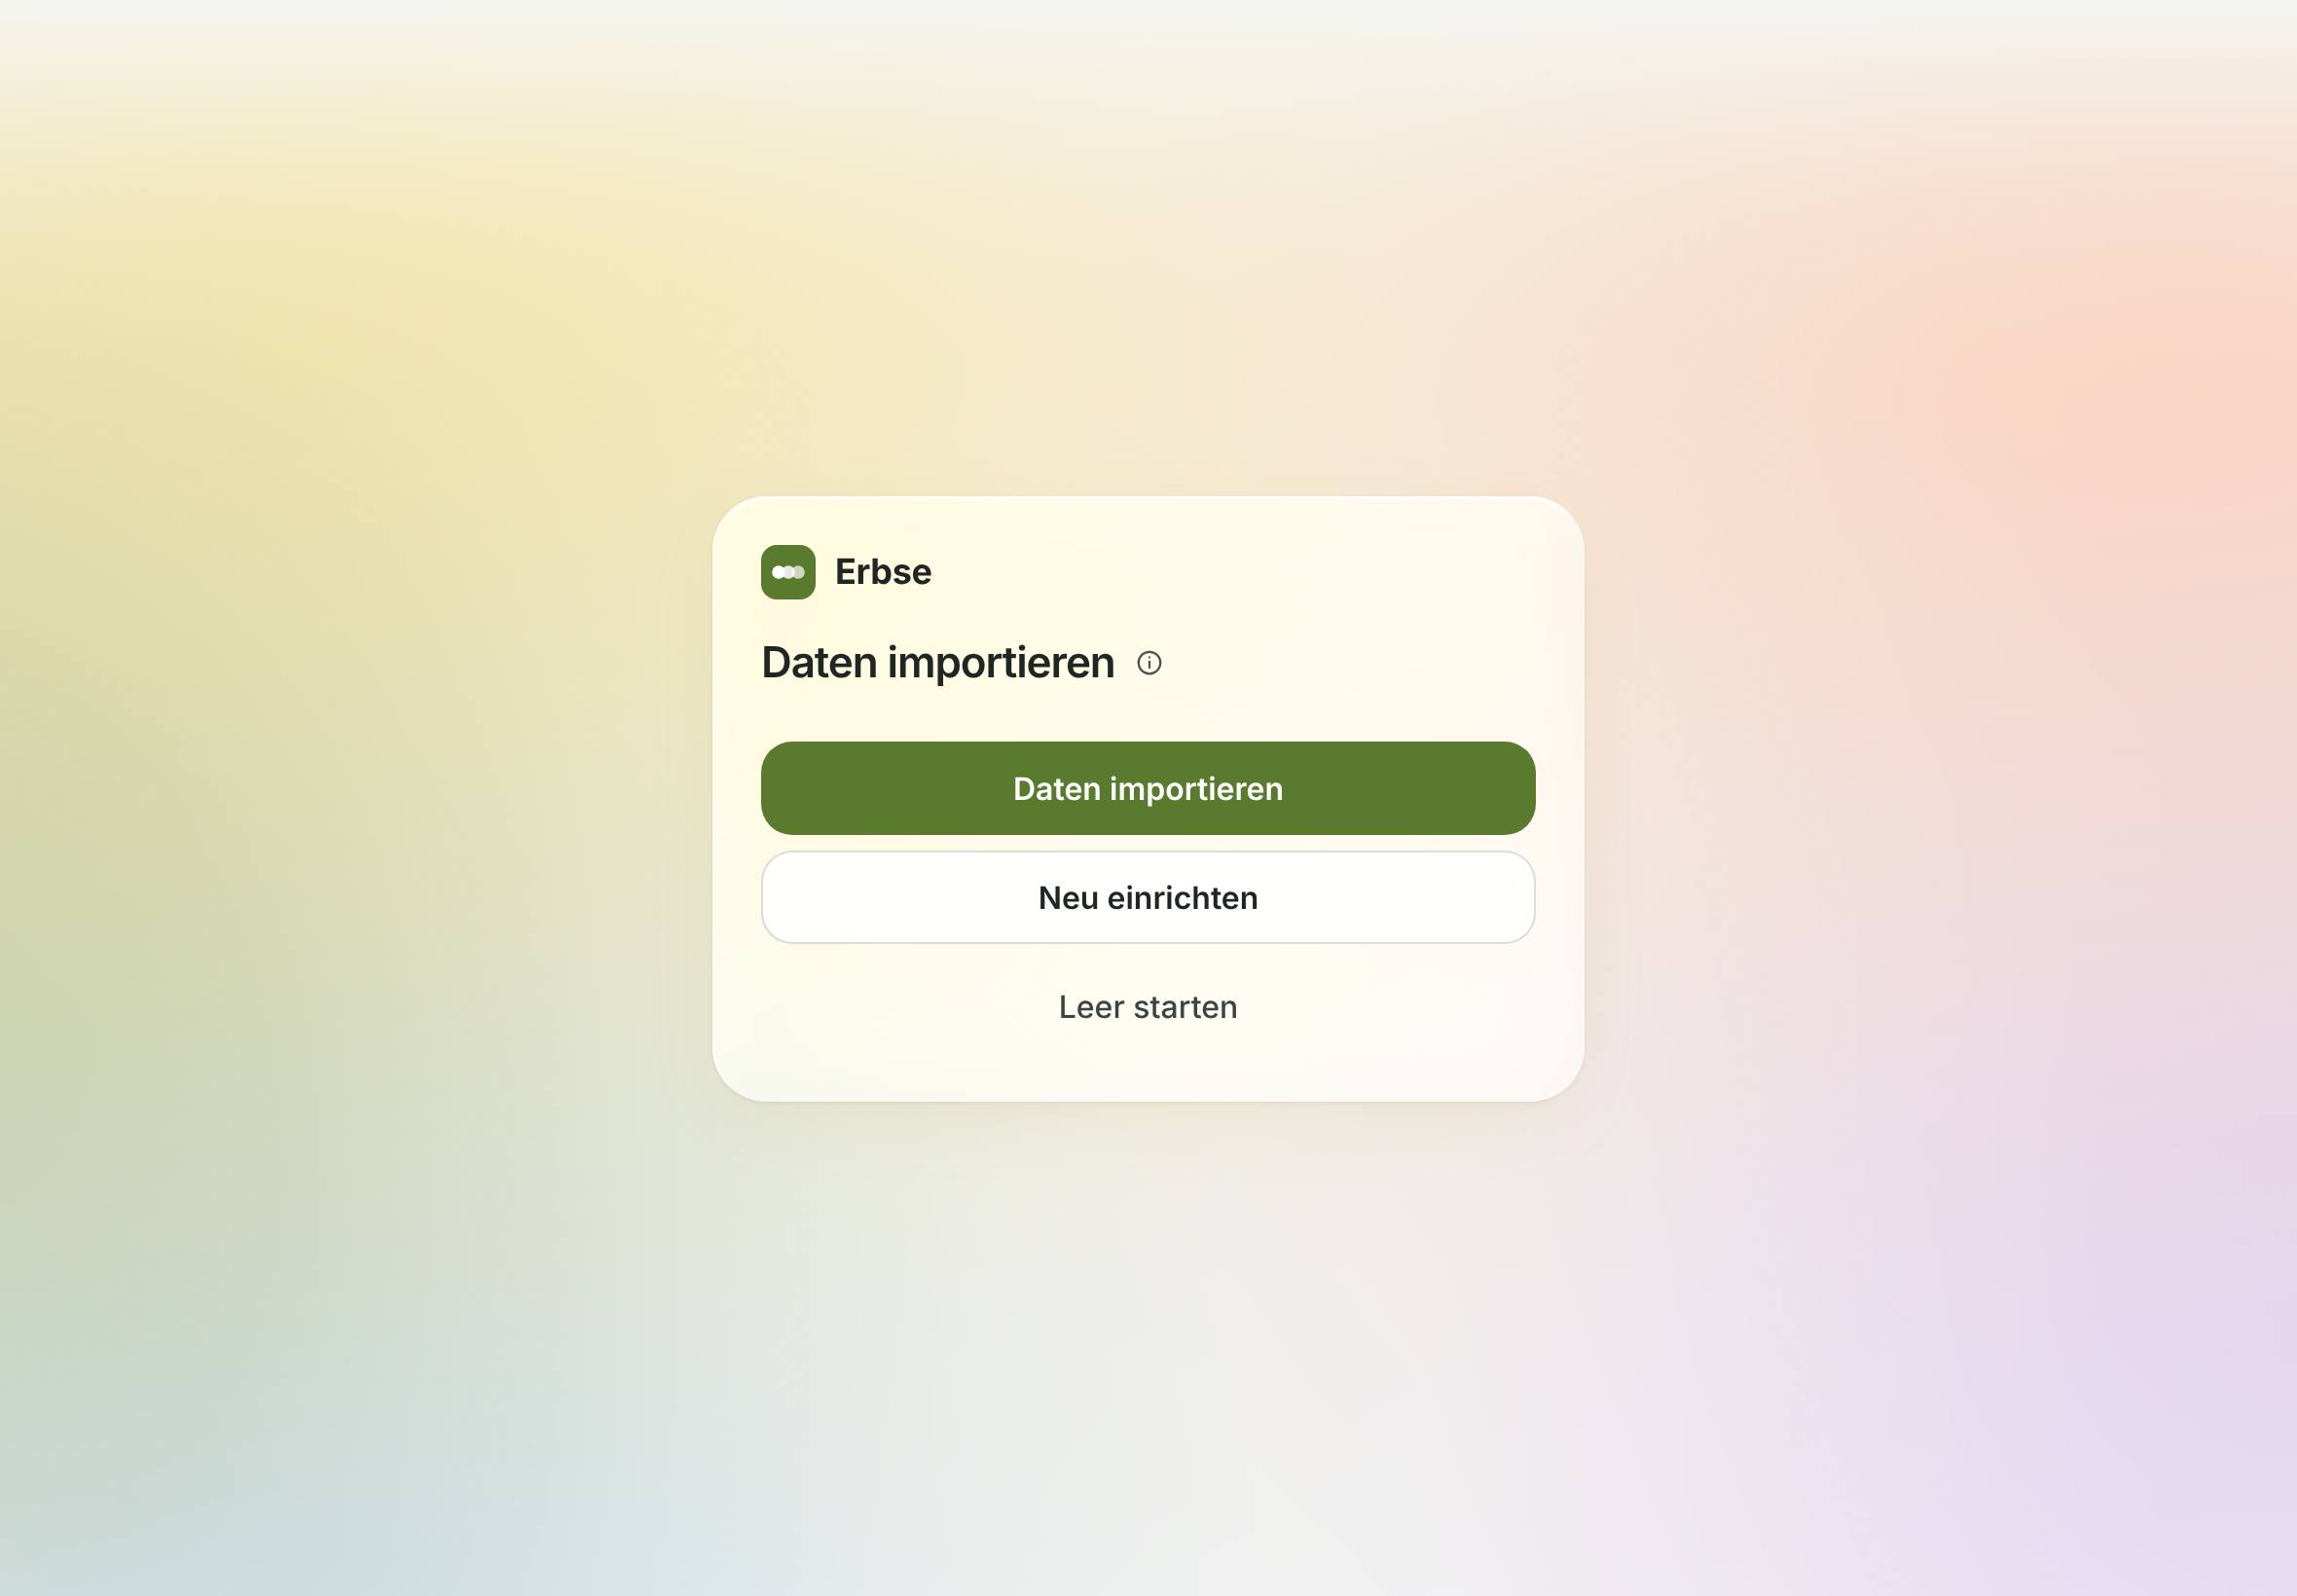 Erbse
Daten importieren
Daten importieren
Neu einrichten
Leer starten